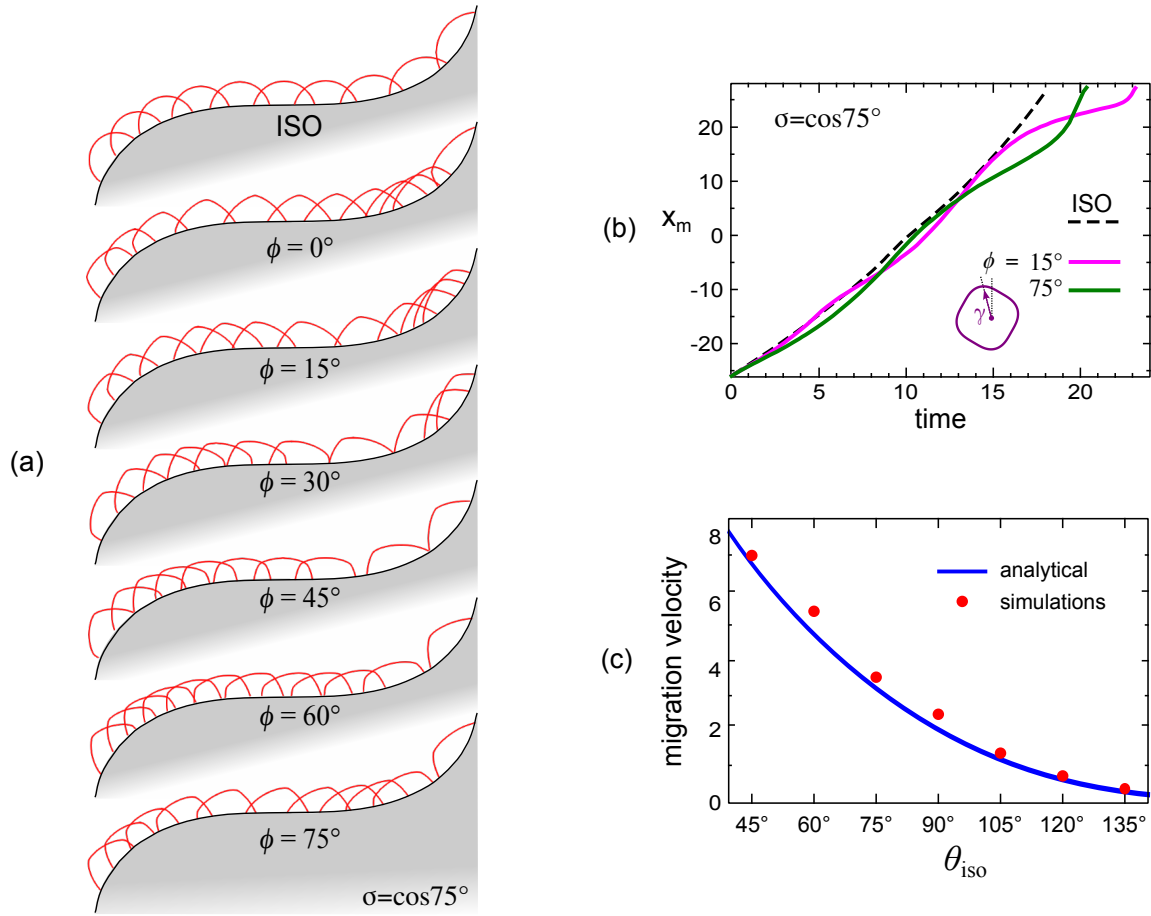 (a)
ISO
ϕ = 0°
ϕ = 15°
ϕ = 30°
ϕ = 45°
ϕ = 60°
ϕ = 75°
σ=cos75°
(b)
σ=cos75°
x_m
20
10
0
-10
-20
0
5
10
15
20
time
ISO
ϕ = 15°
75°
γ
(c)
migration velocity
8
6
4
2
0
analytical
simulations
45°
60°
75°
90°
105°
120°
135°
θ_iso